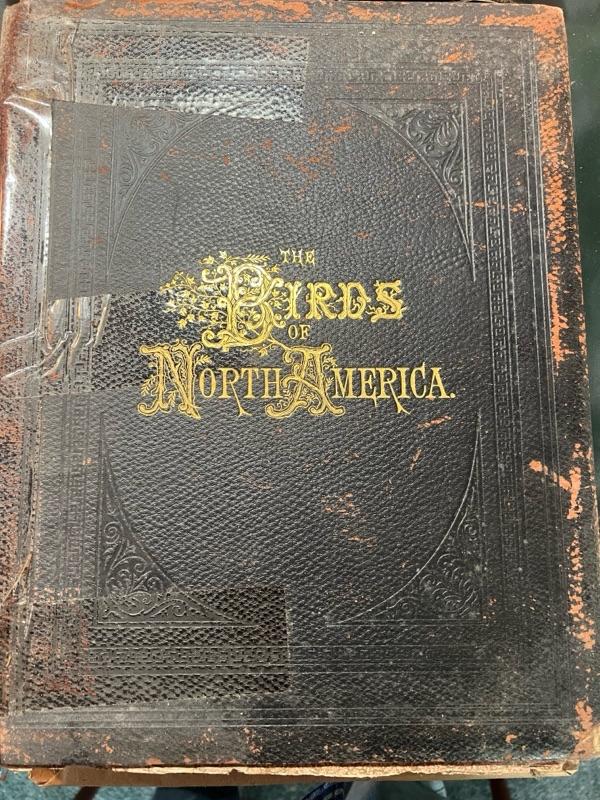 THE
BIRDS
OF
NORTH AMERICA.